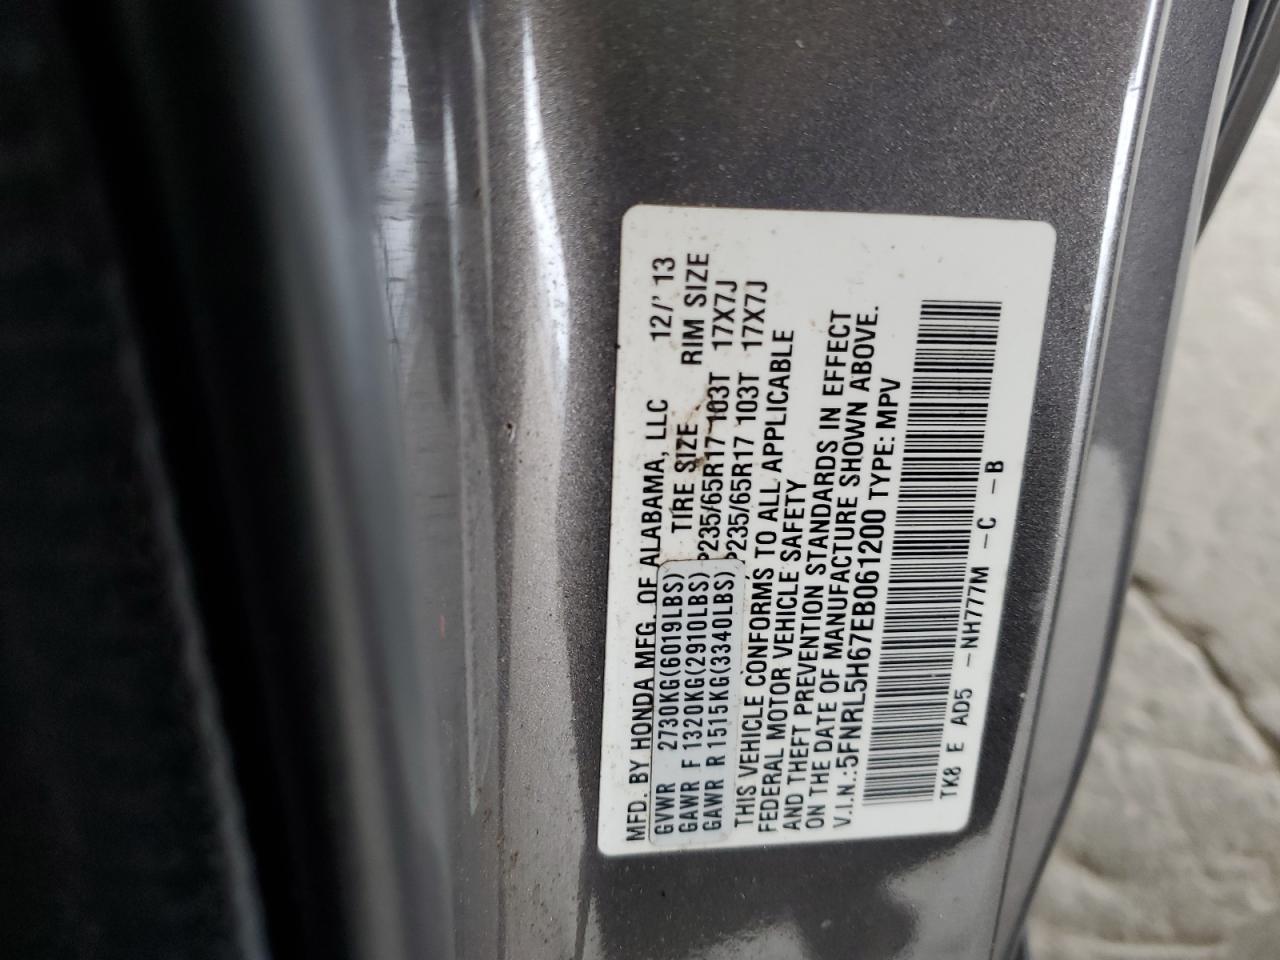 MFD. BY HONDA MFG. OF ALABAMA, LLC 12/'13
GVWR 2730KG(6019LBS) TIRE SIZE RIM SIZE
GAWR F 1320KG(2910LBS) P235/65R17 103T 17X7J
GAWR R 1515KG(3340LBS) P235/65R17 103T 17X7J
THIS VEHICLE CONFORMS TO ALL APPLICABLE
FEDERAL MOTOR VEHICLE SAFETY
AND THEFT PREVENTION STANDARDS IN EFFECT
ON THE DATE OF MANUFACTURE SHOWN ABOVE.
V.I.N.:5FNRL5H67EB061200 TYPE: MPV
TK8 E AD5 -NH777M -C -B